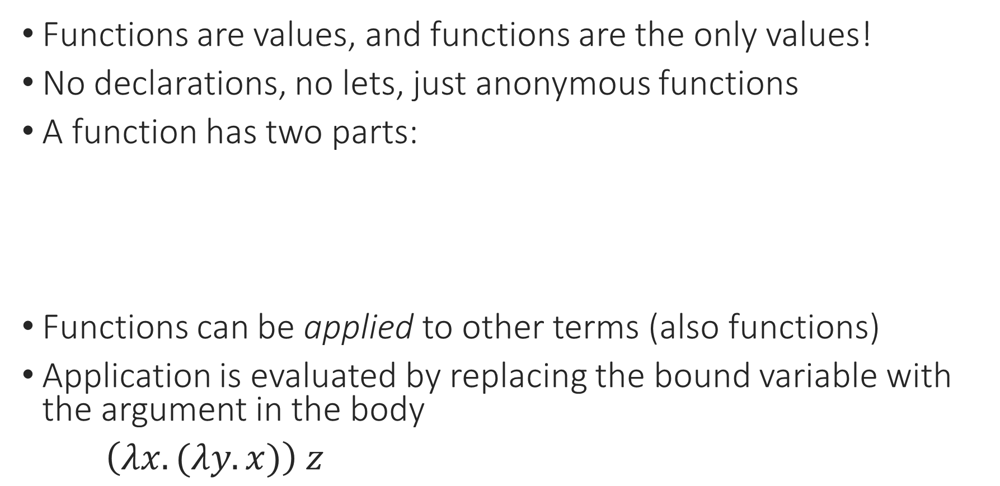 • Functions are values, and functions are the only values!
• No declarations, no lets, just anonymous functions
• A function has two parts:
• Functions can be applied to other terms (also functions)
• Application is evaluated by replacing the bound variable with
the argument in the body
(λx. (λy. x)) z